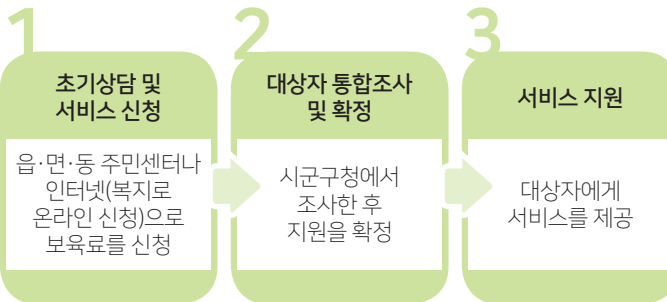 1
초기상담 및
서비스 신청
읍·면·동 주민센터나
인터넷(복지로
온라인 신청)으로
보육료를 신청
2
대상자 통합조사
및 확정
시군구청에서
조사한 후
지원을 확정
3
서비스 지원
대상자에게
서비스를 제공